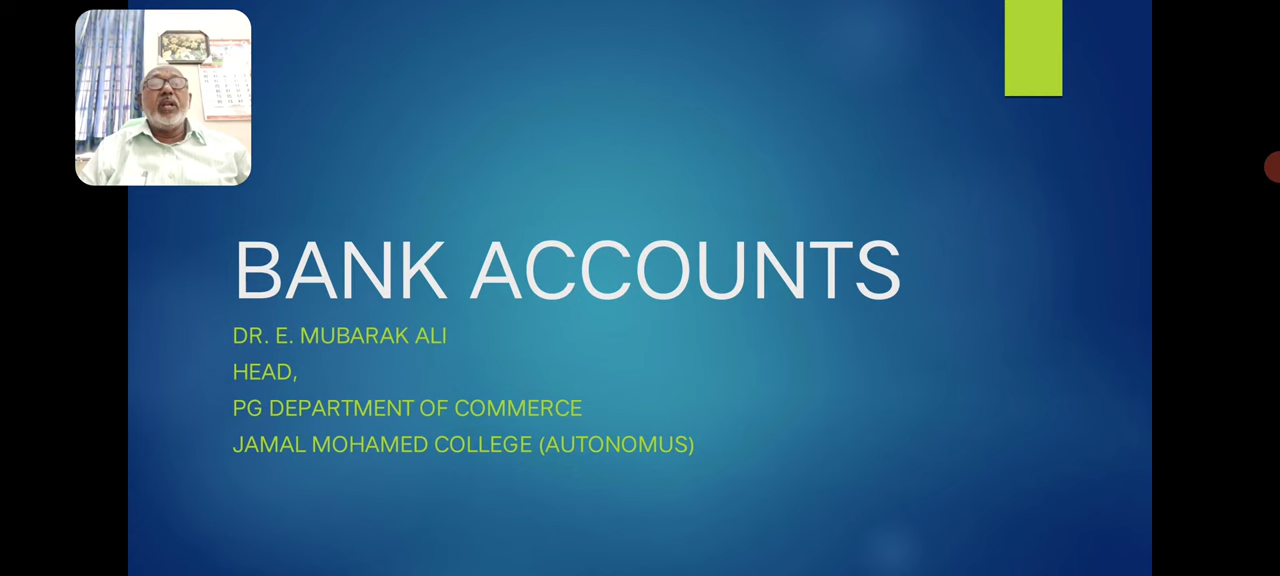 BANK ACCOUNTS
DR. E. MUBARAK ALI
HEAD,
PG DEPARTMENT OF COMMERCE
JAMAL MOHAMED COLLEGE (AUTONOMUS)